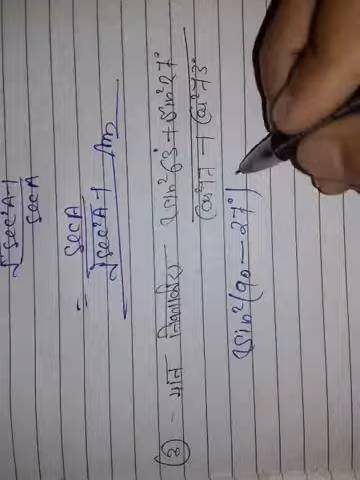 √sec²A-1
secA
= secA
√sec²A-1 Ans
(3) - मान निकालिए sin²63° + sin²27°
cos²17 + cos²73
sin²(90-27°)